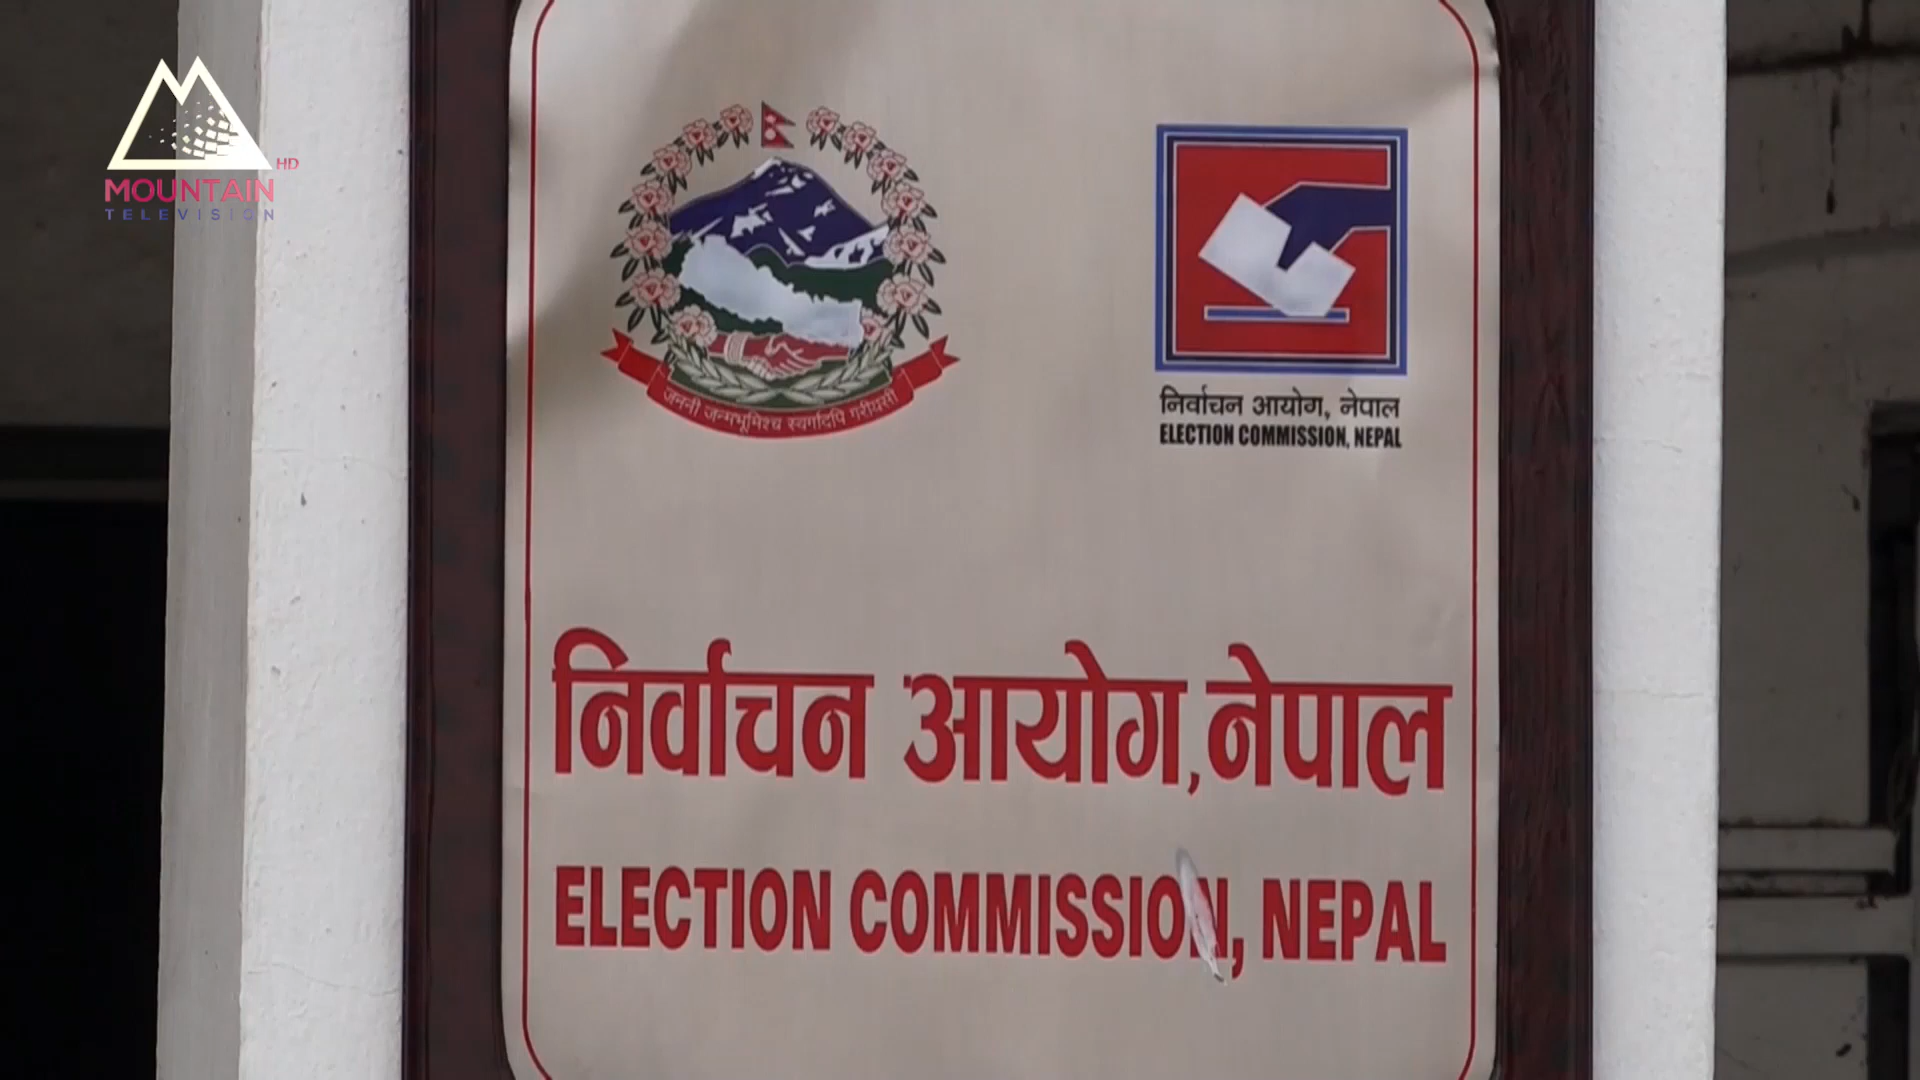 MOUNTAIN HD
TELEVISION
जननी जन्मभूमिश्च स्वर्गादपि गरीयसी
निर्वाचन आयोग, नेपाल
ELECTION COMMISSION, NEPAL
निर्वाचन आयोग, नेपाल
ELECTION COMMISSION, NEPAL